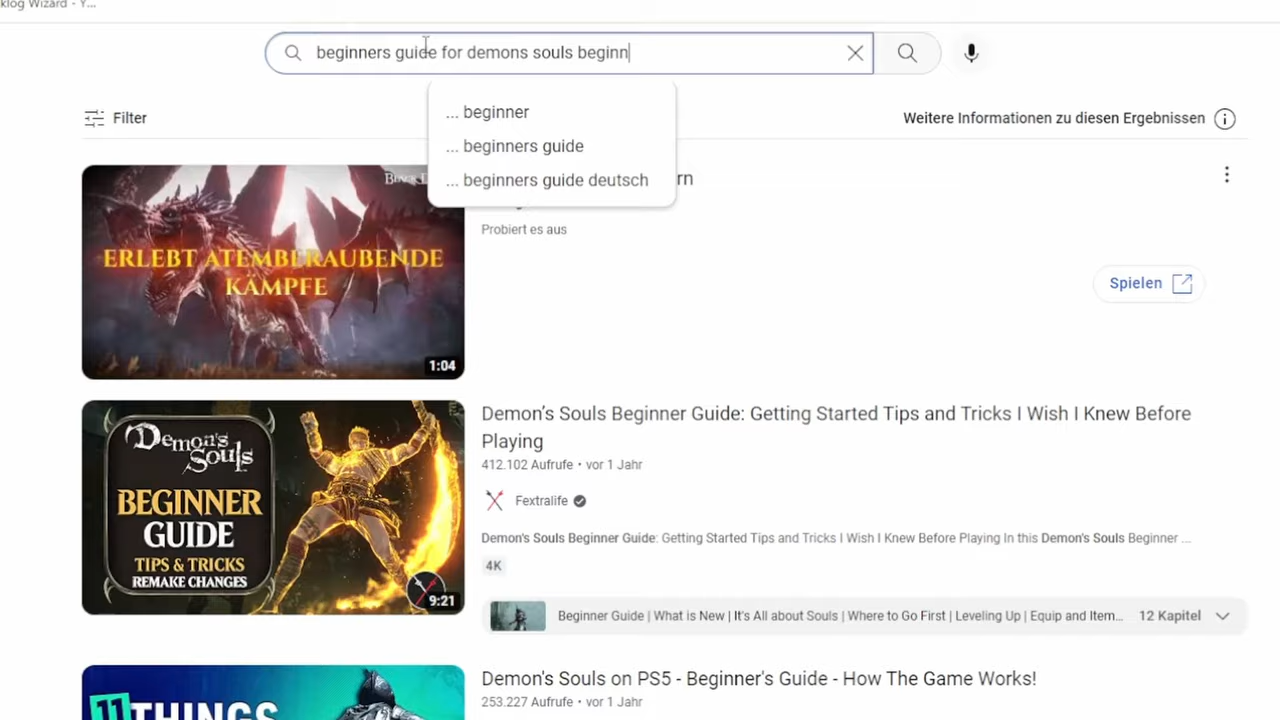 klog Wizard - Y...
beginners guide for demons souls beginn
... beginner
... beginners guide
... beginners guide deutsch
Filter
Weitere Informationen zu diesen Ergebnissen
rn
Probiert es aus
ERLEBT ATEMBERAUBENDE
KÄMPFE
1:04
Spielen
Demon's Souls Beginner Guide: Getting Started Tips and Tricks I Wish I Knew Before
Playing
412.102 Aufrufe • vor 1 Jahr
Fextralife
Demon's Souls Beginner Guide: Getting Started Tips and Tricks I Wish I Knew Before Playing In this Demon's Souls Beginner ...
4K
Beginner Guide | What is New | It's All about Souls | Where to Go First | Leveling Up | Equip and Item...
12 Kapitel
Demon's
Souls
BEGINNER
GUIDE
TIPS & TRICKS
REMAKE CHANGES
9:21
Demon's Souls on PS5 - Beginner's Guide - How The Game Works!
253.227 Aufrufe • vor 1 Jahr
11 THINGS